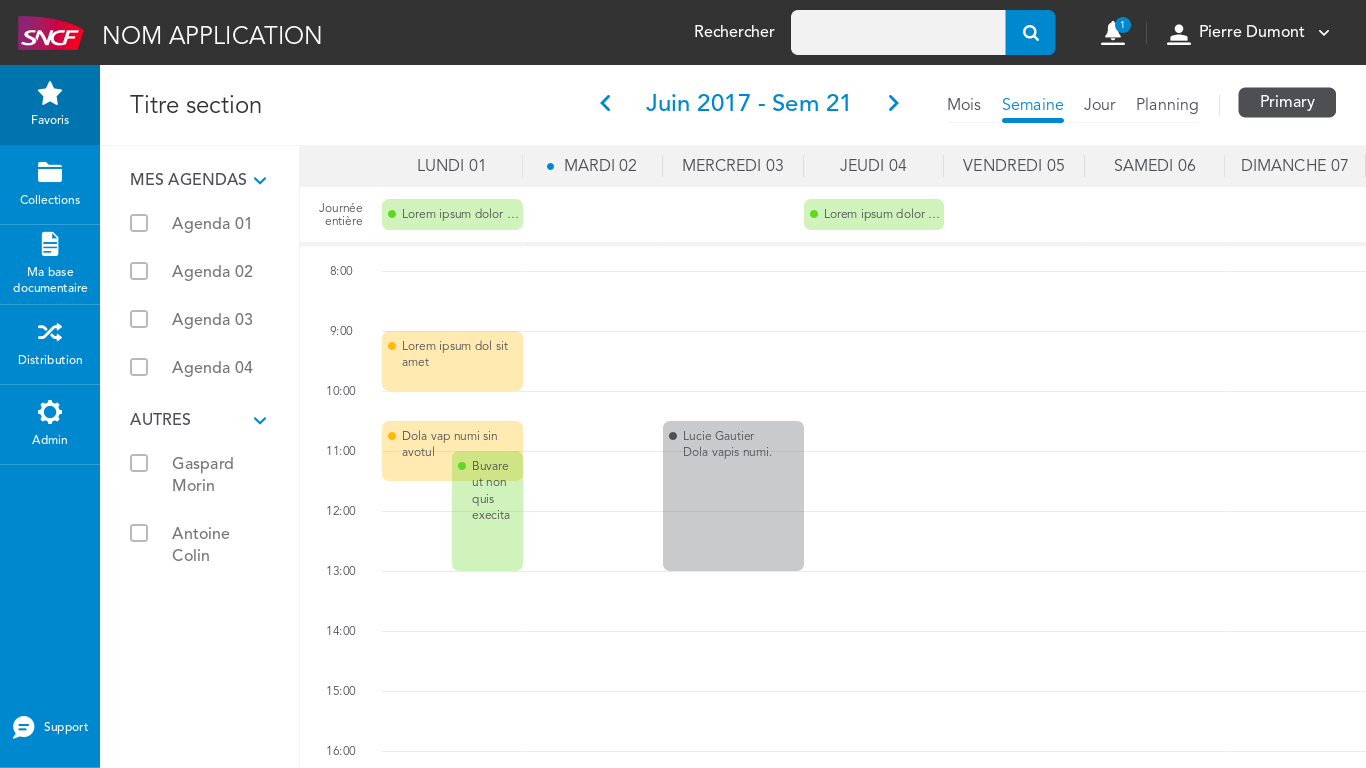 SNCF
NOM APPLICATION
Rechercher
1
Pierre Dumont
Favoris
Collections
Ma base
documentaire
Distribution
Admin
Support
Titre section
Juin 2017 - Sem 21
Mois
Semaine
Jour
Planning
Primary
MES AGENDAS
Agenda 01
Agenda 02
Agenda 03
Agenda 04
AUTRES
Gaspard
Morin
Antoine
Colin
LUNDI 01
MARDI 02
MERCREDI 03
JEUDI 04
VENDREDI 05
SAMEDI 06
DIMANCHE 07
Journée
entière
Lorem ipsum dolor …
Lorem ipsum dolor …
8:00
9:00
Lorem ipsum dol sit
amet
10:00
Dola vap numi sin
avotul
Lucie Gautier
Dola vapis numi.
11:00
Buvare
ut non
quis
execita
12:00
13:00
14:00
15:00
16:00